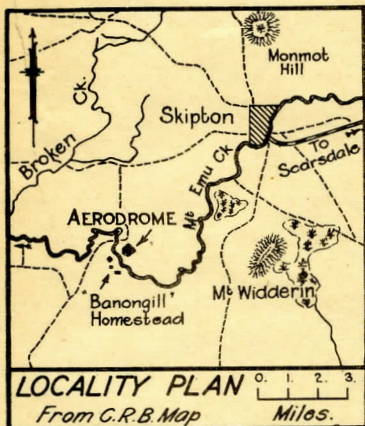 Monmot
Hill
Skipton
Broken Ck.
Mt Emu Ck
To
Scarsdale
AERODROME
'Banongill'
Homestead
Mt Widderin
LOCALITY PLAN
0. 1. 2. 3.
From C.R.B. Map
Miles.